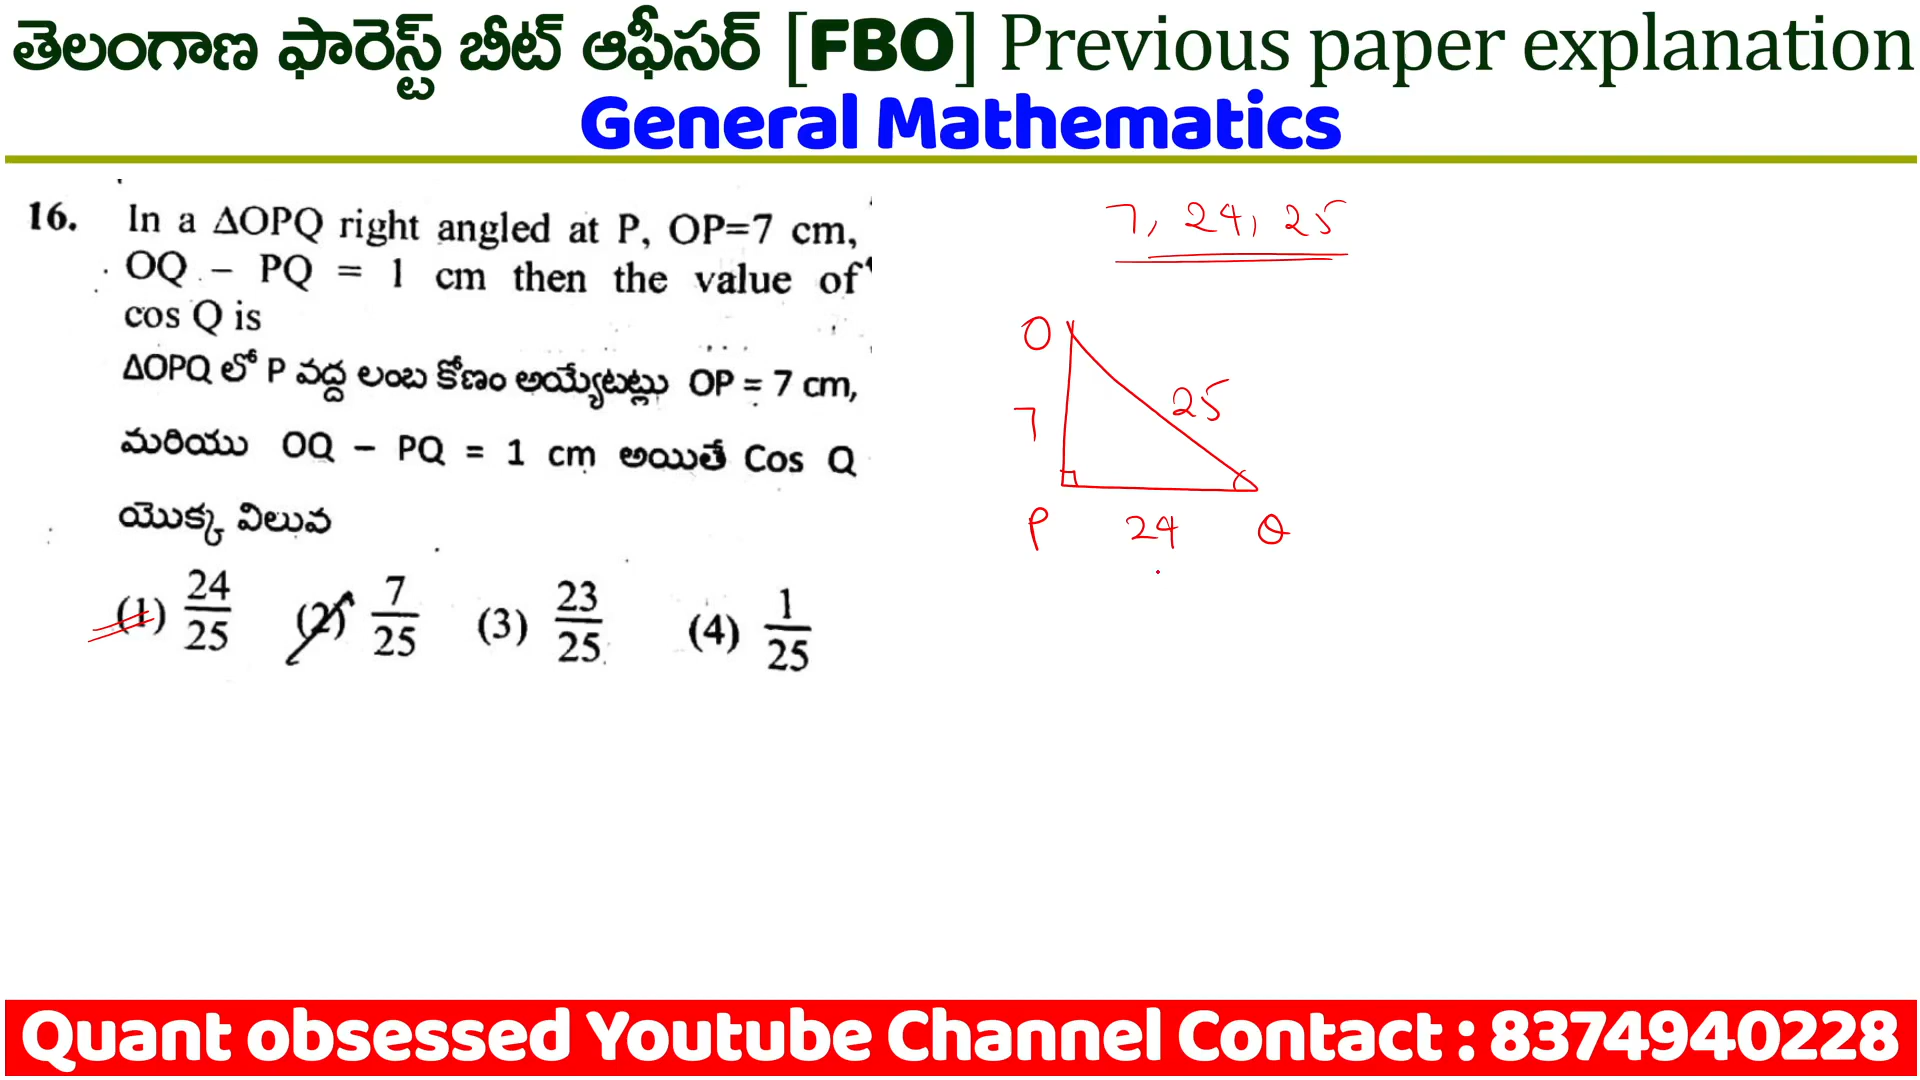 తెలంగాణ ఫారెస్ట్ బీట్ ఆఫీసర్ [FBO] Previous paper explanation
General Mathematics
16. In a ΔOPQ right angled at P, OP=7 cm,
OQ - PQ = 1 cm then the value of
cos Q is
ΔOPQ లో P వద్ద లంబ కోణం అయ్యేటట్లు OP = 7 cm,
మరియు OQ - PQ = 1 cm అయితే Cos Q
యొక్క విలువ
(1) 24/25 (2) 7/25 (3) 23/25 (4) 1/25
7, 24, 25
O
7 25
P 24 Q
Quant obsessed Youtube Channel Contact : 8374940228